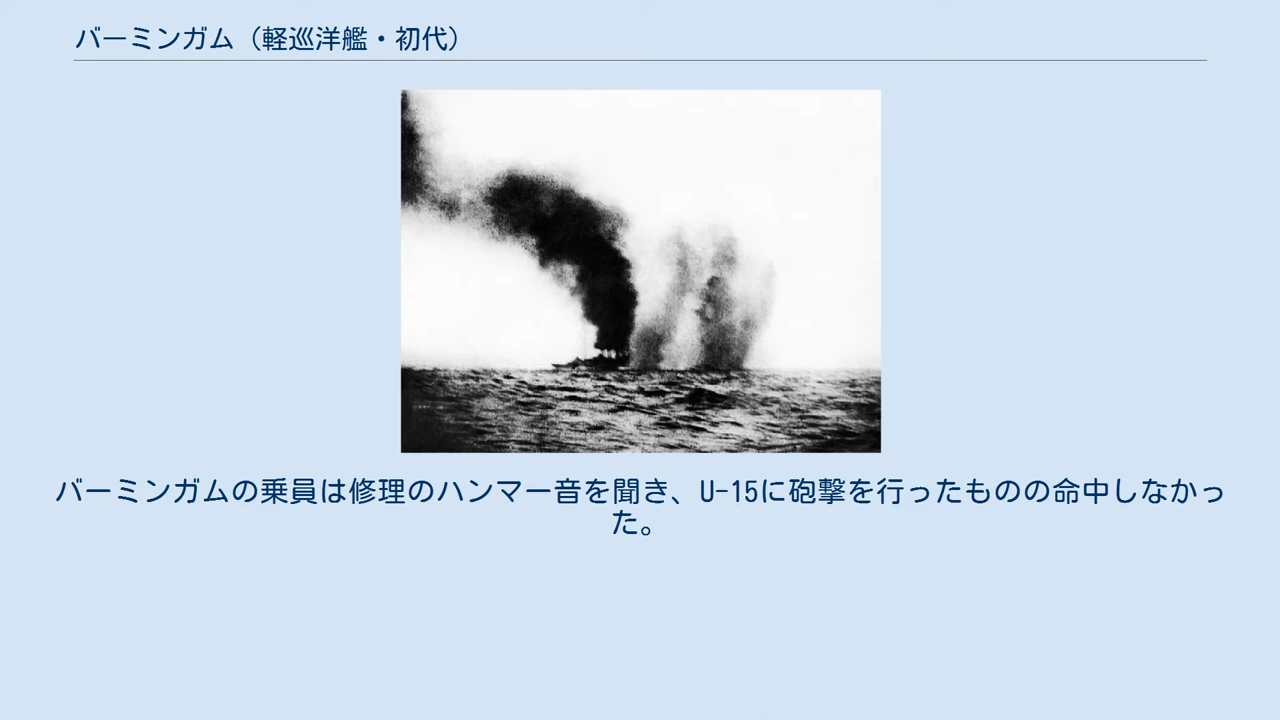 バーミンガム（軽巡洋艦・初代）
バーミンガムの乗員は修理のハンマー音を聞き、U-15に砲撃を行ったものの命中しなかっ
た。